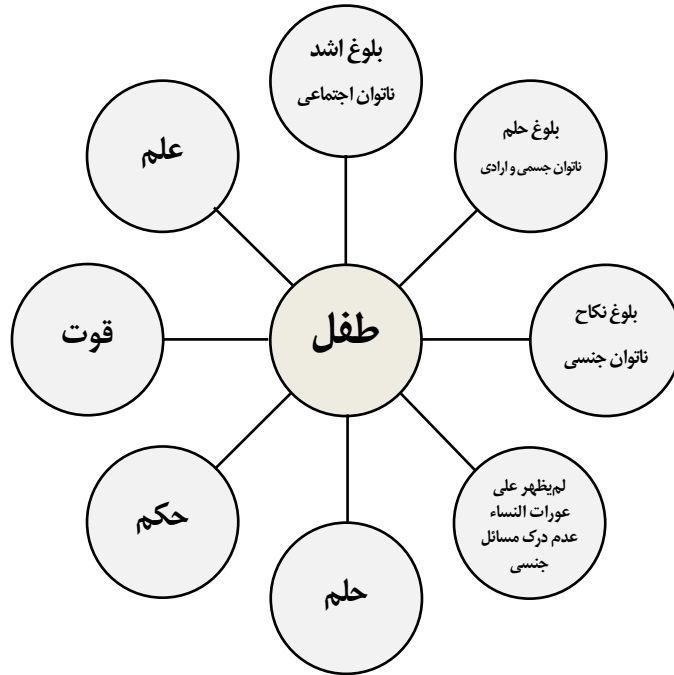 بلوغ اشد
ناتوان اجتماعی
بلوغ حلم
ناتوان جسمی و ارادی
بلوغ نکاح
ناتوان جنسی
لم‌یظهر علی
عورات النساء
عدم درک مسائل
جنسی
حلم
حکم
قوت
علم
طفل